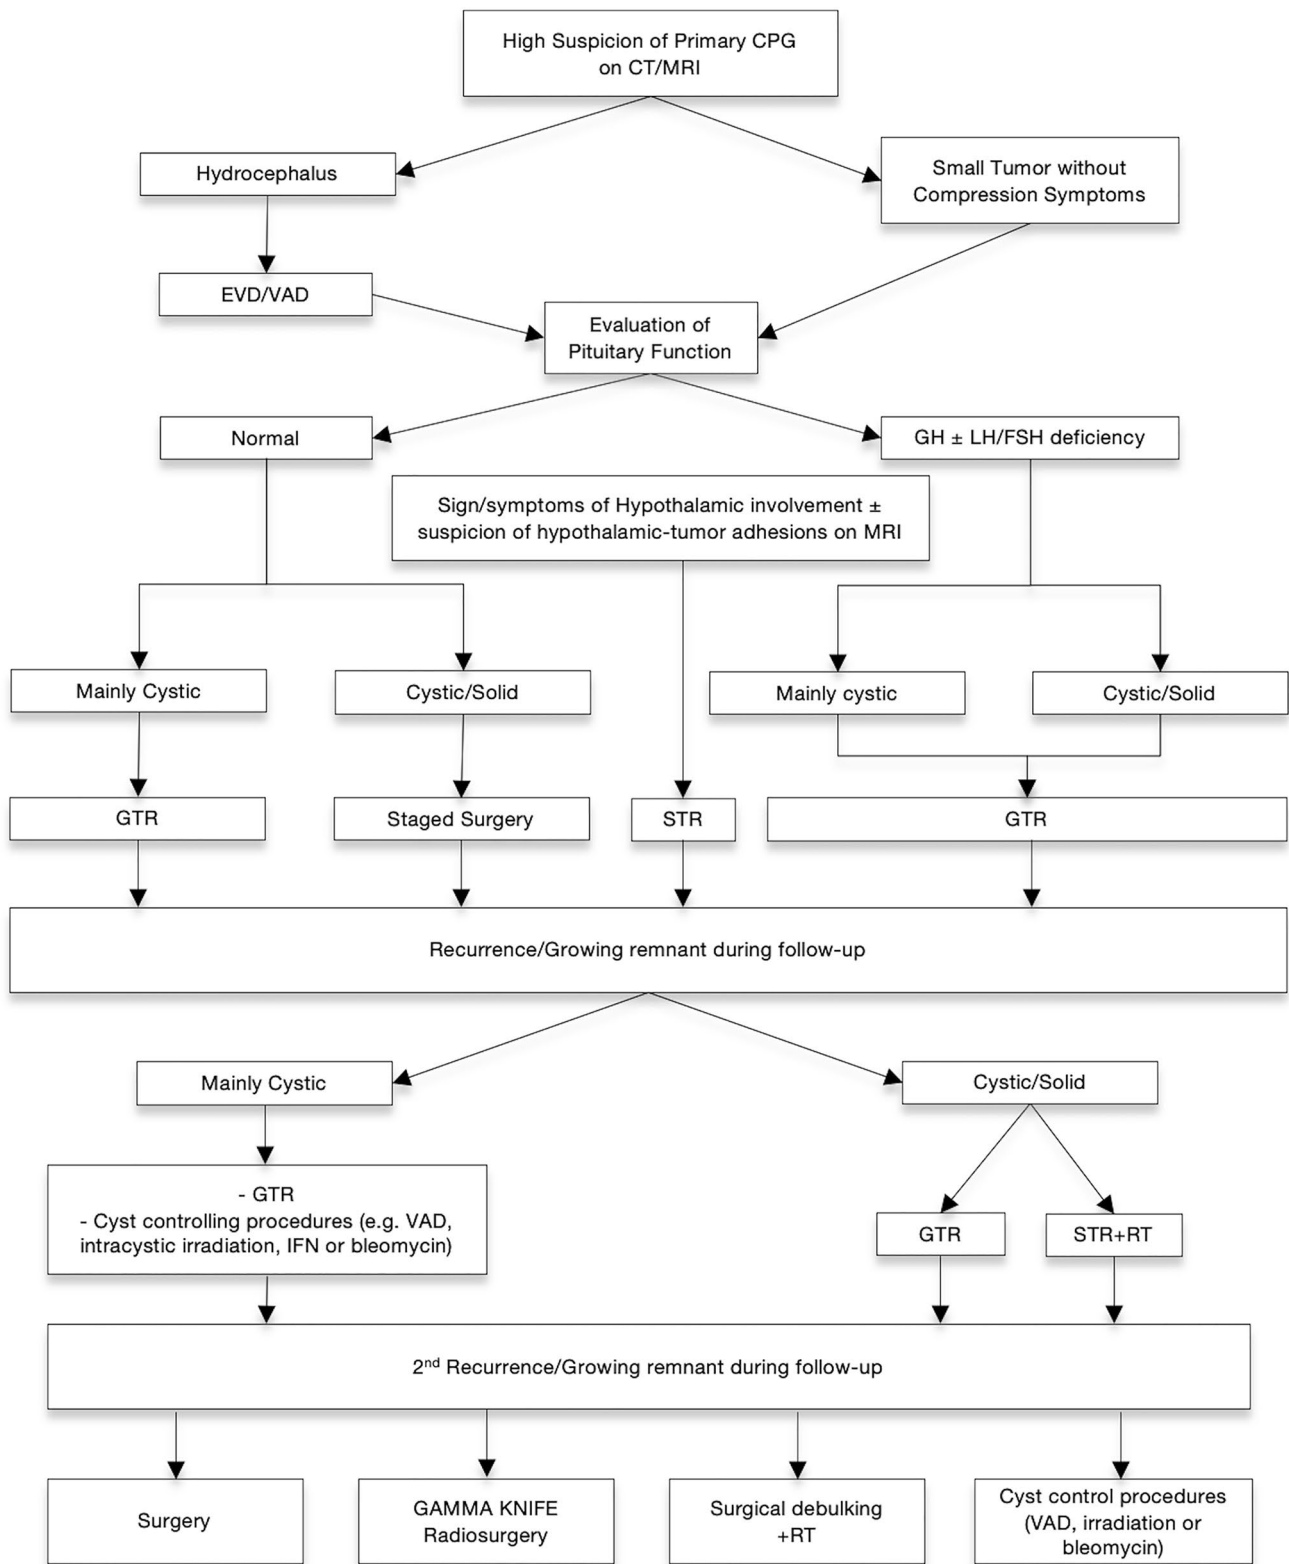 High Suspicion of Primary CPG
on CT/MRI
Hydrocephalus
Small Tumor without
Compression Symptoms
EVD/VAD
Evaluation of
Pituitary Function
Normal
GH ± LH/FSH deficiency
Sign/symptoms of Hypothalamic involvement ±
suspicion of hypothalamic-tumor adhesions on MRI
Mainly Cystic
Cystic/Solid
Mainly cystic
Cystic/Solid
GTR
Staged Surgery
STR
GTR
Recurrence/Growing remnant during follow-up
Mainly Cystic
Cystic/Solid
- GTR
- Cyst controlling procedures (e.g. VAD,
intracystic irradiation, IFN or bleomycin)
GTR
STR+RT
2nd Recurrence/Growing remnant during follow-up
Surgery
GAMMA KNIFE
Radiosurgery
Surgical debulking
+RT
Cyst control procedures
(VAD, irradiation or
bleomycin)